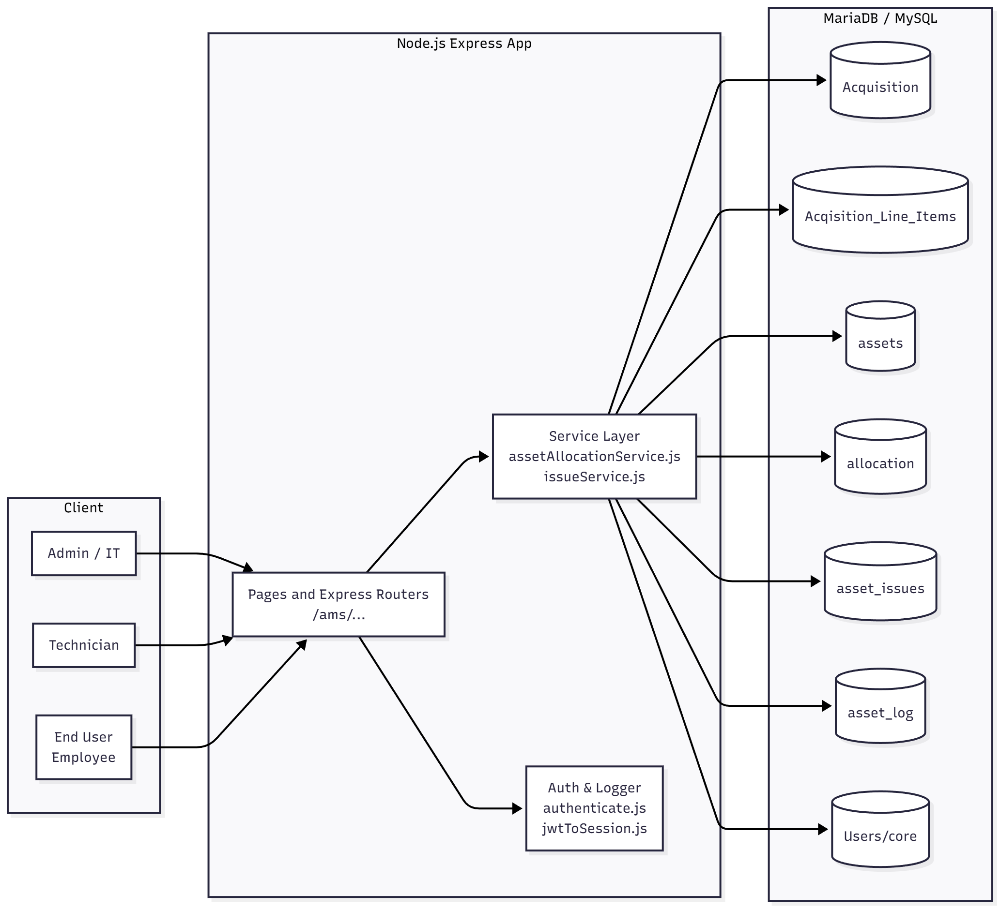 MariaDB / MySQL
Node.js Express App
Acquisition
Acqisition_Line_Items
assets
Service Layer
assetAllocationService.js
issueService.js
allocation
Client
Admin / IT
Pages and Express Routers
/ams/...
asset_issues
Technician
asset_log
End User
Employee
Auth & Logger
authenticate.js
jwtToSession.js
Users/core